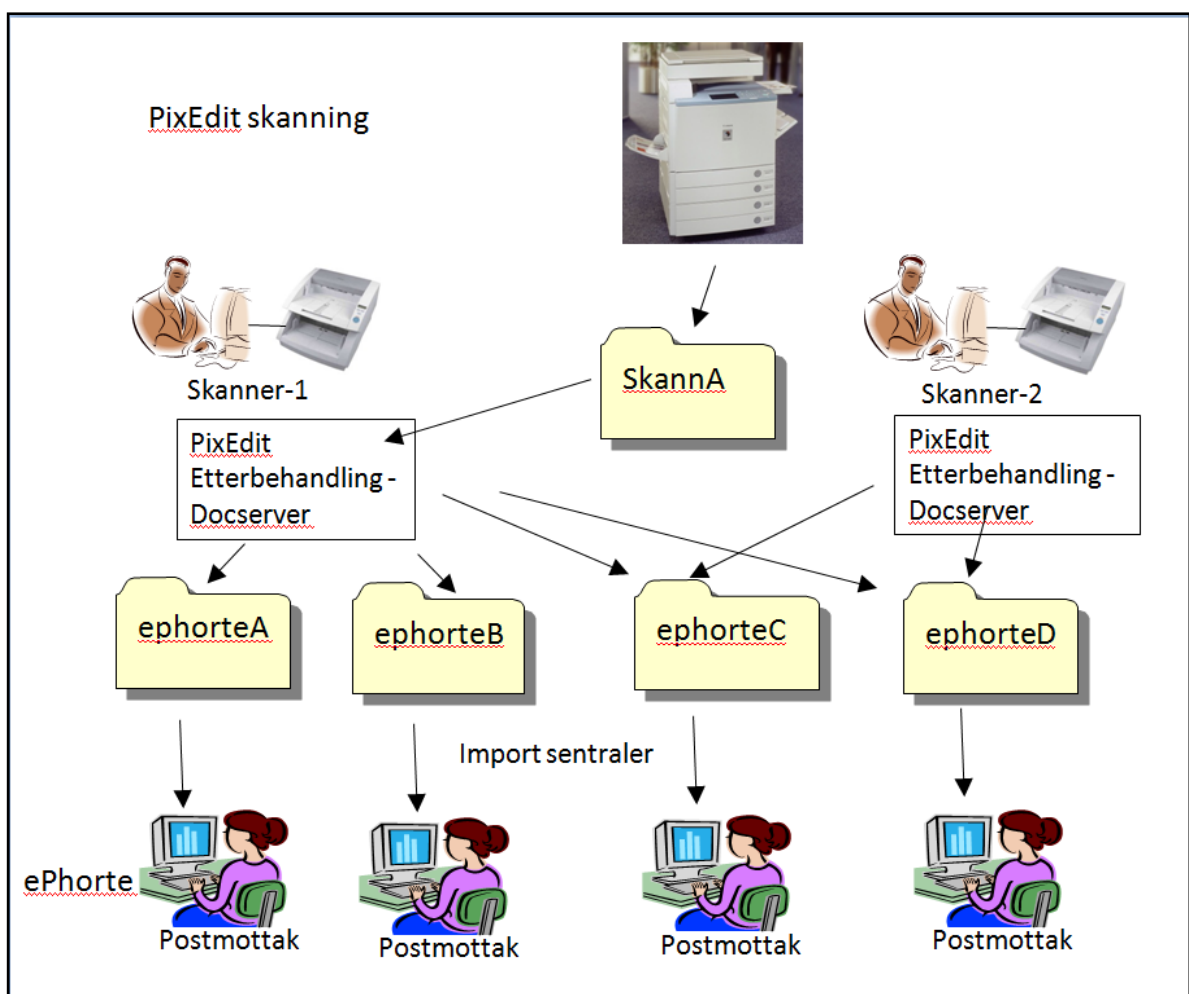 PixEdit skanning
SkannA
Skanner-1
Skanner-2
PixEdit
Etterbehandling -
Docserver
PixEdit
Etterbehandling -
Docserver
ephorteA
ephorteB
ephorteC
ephorteD
Import sentraler
ePhorte
Postmottak
Postmottak
Postmottak
Postmottak